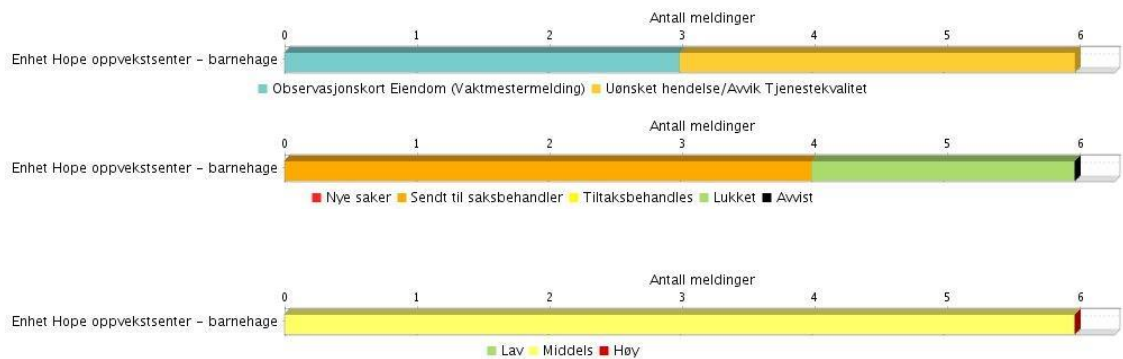 Antall meldinger
0 1 2 3 4 5 6
Enhet Hope oppvekstsenter – barnehage
Observasjonskort Eiendom (Vaktmestermelding) Uønsket hendelse/Avvik Tjenestekvalitet
Antall meldinger
0 1 2 3 4 5 6
Enhet Hope oppvekstsenter – barnehage
Nye saker Sendt til saksbehandler Tiltaksbehandles Lukket Avvist
Antall meldinger
0 1 2 3 4 5 6
Enhet Hope oppvekstsenter – barnehage
Lav Middels Høy